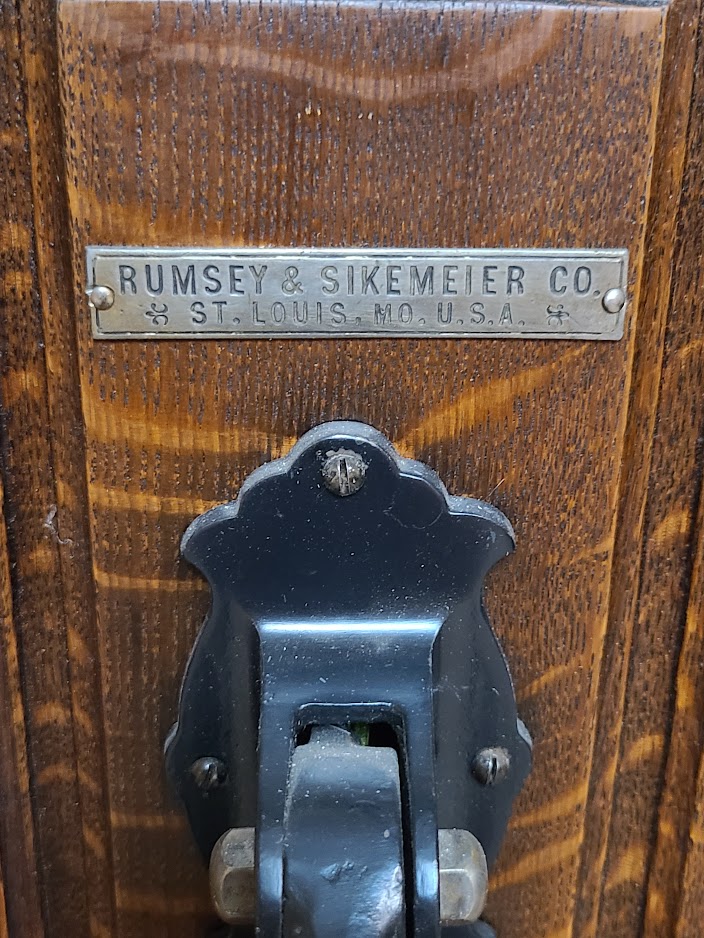 RUMSEY & SIKEMEIER CO.
ST. LOUIS, MO. U.S.A.